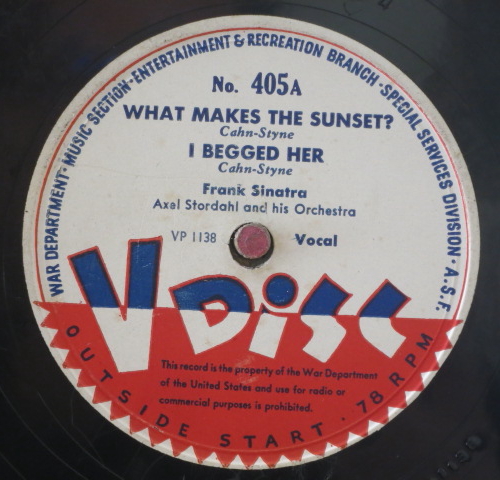 WAR DEPARTMENT · MUSIC SECTION · ENTERTAINMENT & RECREATION BRANCH · SPECIAL SERVICES DIVISION · A.S.F.
No. 405A
WHAT MAKES THE SUNSET?
Cahn-Styne
I BEGGED HER
Cahn-Styne
Frank Sinatra
Axel Stordahl and his Orchestra
VP 1138 Vocal
V DISC
This record is the property of the War Department
of the United States and use for radio or
commercial purposes is prohibited.
OUTSIDE START · 78 RPM